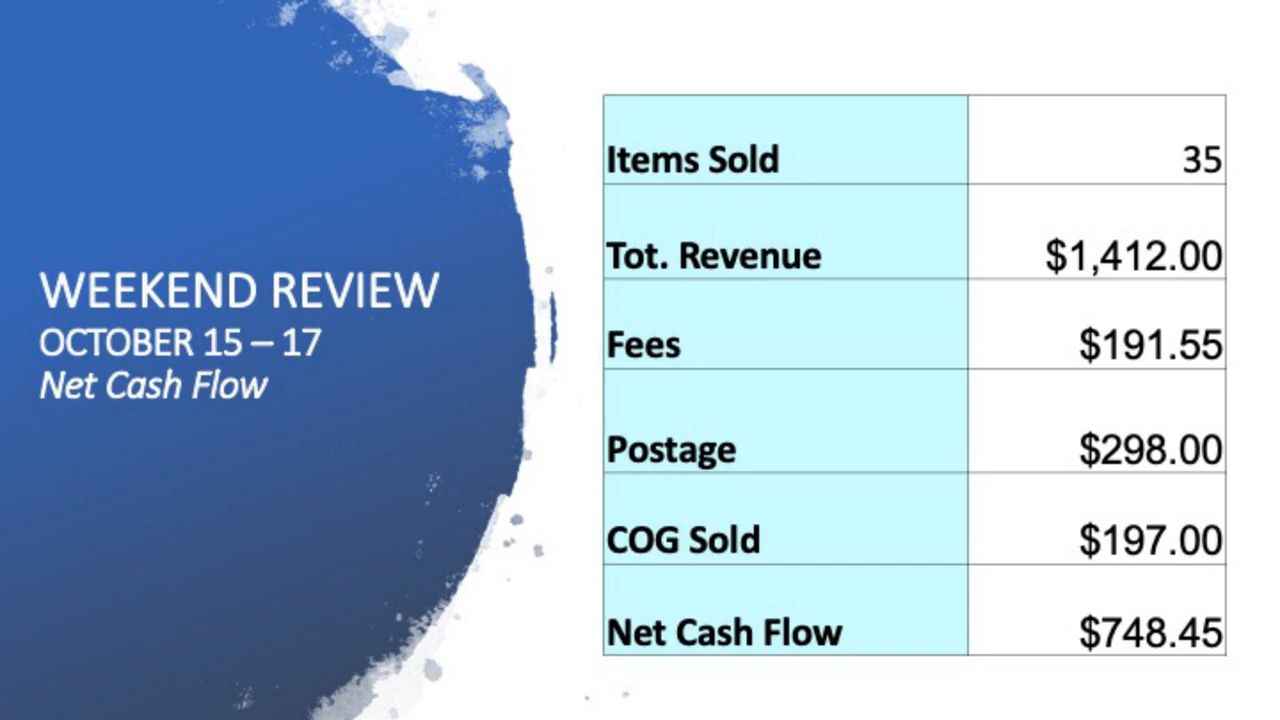 WEEKEND REVIEW
OCTOBER 15 – 17
Net Cash Flow
Items Sold 35
Tot. Revenue $1,412.00
Fees $191.55
Postage $298.00
COG Sold $197.00
Net Cash Flow $748.45